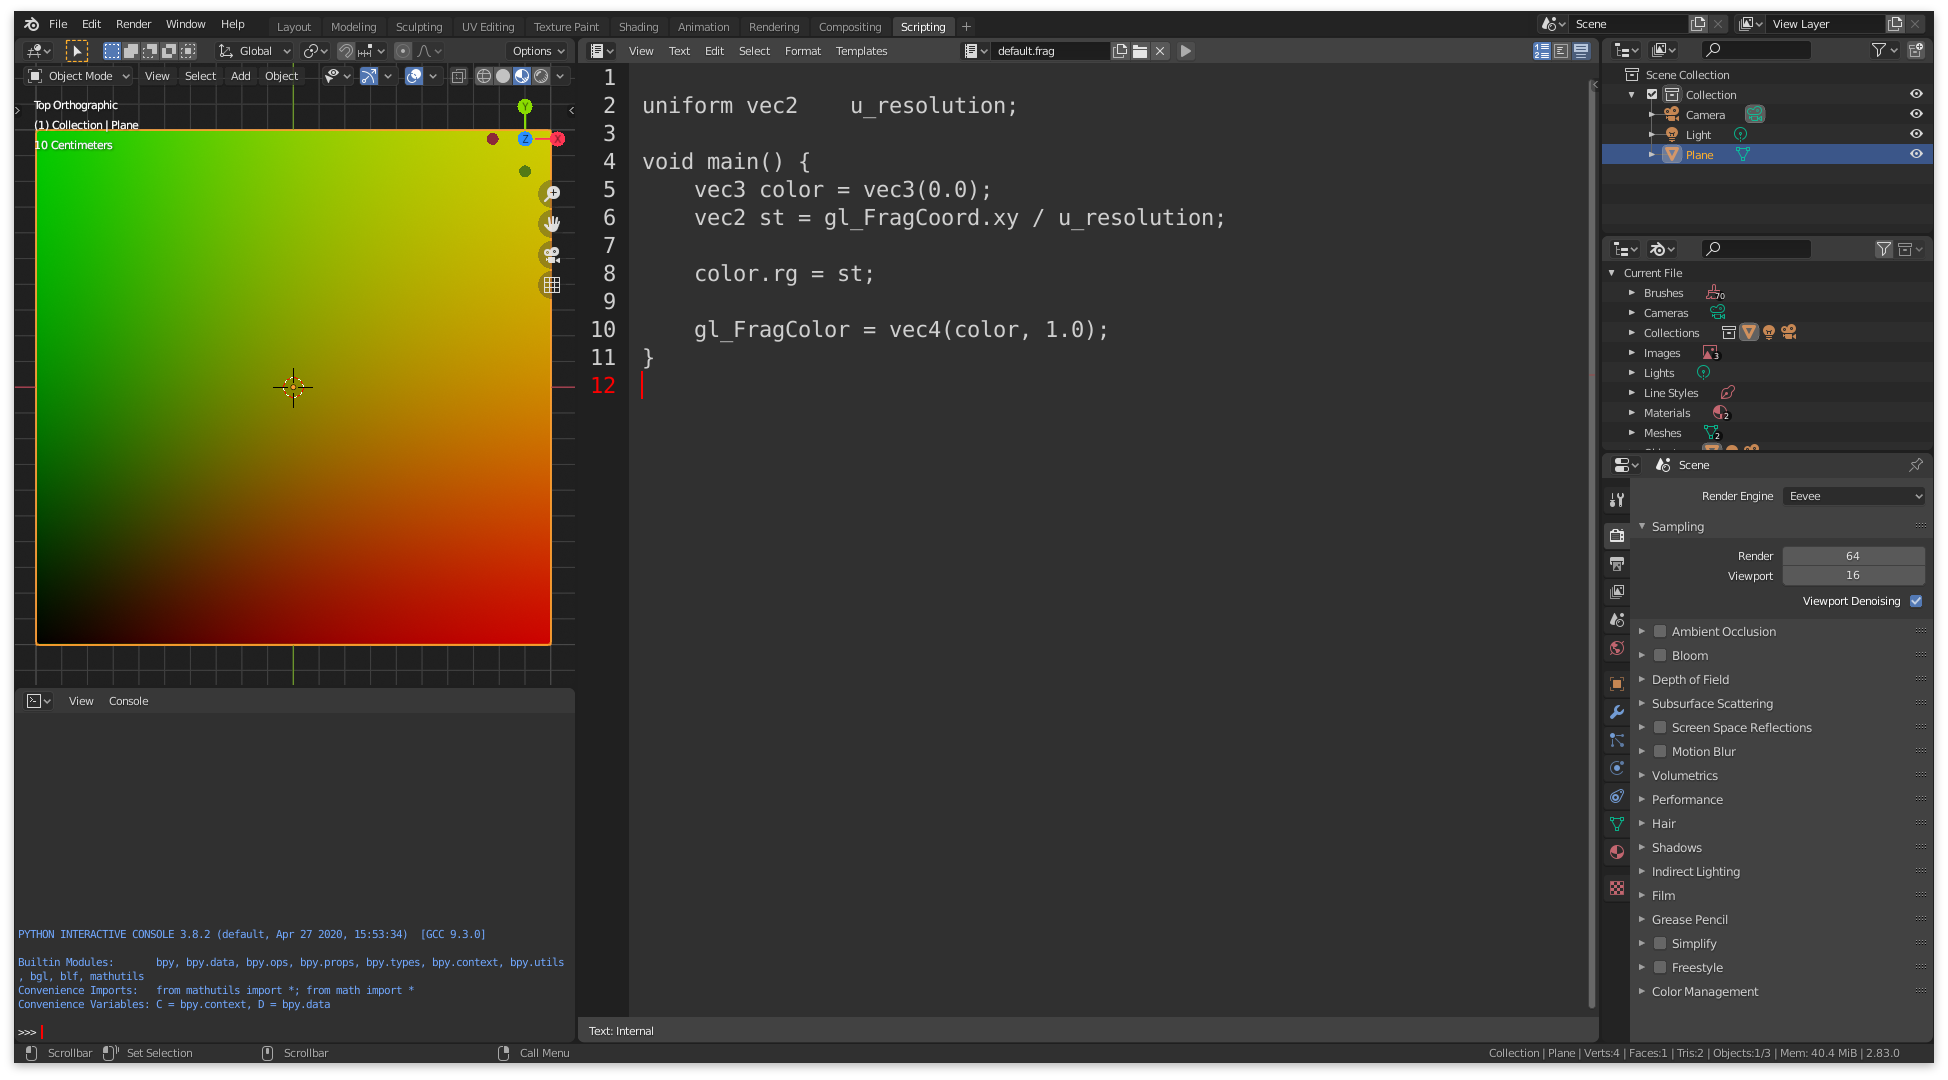 File Edit Render Window Help
Layout Modeling Sculpting UV Editing Texture Paint Shading Animation Rendering Compositing Scripting +
Scene
View Layer
Global
Options
Object Mode View Select Add Object
Top Orthographic
(1) Collection | Plane
10 Centimeters
Y
Z
X
View Text Edit Select Format Templates
default.frag
1
2 uniform vec2    u_resolution;
3
4 void main() {
5     vec3 color = vec3(0.0);
6     vec2 st = gl_FragCoord.xy / u_resolution;
7
8     color.rg = st;
9
10     gl_FragColor = vec4(color, 1.0);
11 }
12
Text: Internal
View Console
PYTHON INTERACTIVE CONSOLE 3.8.2 (default, Apr 27 2020, 15:53:34)  [GCC 9.3.0]
Builtin Modules:       bpy, bpy.data, bpy.ops, bpy.props, bpy.types, bpy.context, bpy.utils
, bgl, blf, mathutils
Convenience Imports:   from mathutils import *; from math import *
Convenience Variables: C = bpy.context, D = bpy.data
>>>
Scene Collection
Collection
Camera
Light
Plane
Current File
Brushes 70
Cameras
Collections
Images 3
Lights
Line Styles
Materials 2
Meshes 2
Scene
Render Engine Eevee
Sampling
Render 64
Viewport 16
Viewport Denoising
Ambient Occlusion
Bloom
Depth of Field
Subsurface Scattering
Screen Space Reflections
Motion Blur
Volumetrics
Performance
Hair
Shadows
Indirect Lighting
Film
Grease Pencil
Simplify
Freestyle
Color Management
Scrollbar Set Selection Scrollbar Call Menu
Collection | Plane | Verts:4 | Faces:1 | Tris:2 | Objects:1/3 | Mem: 40.4 MiB | 2.83.0